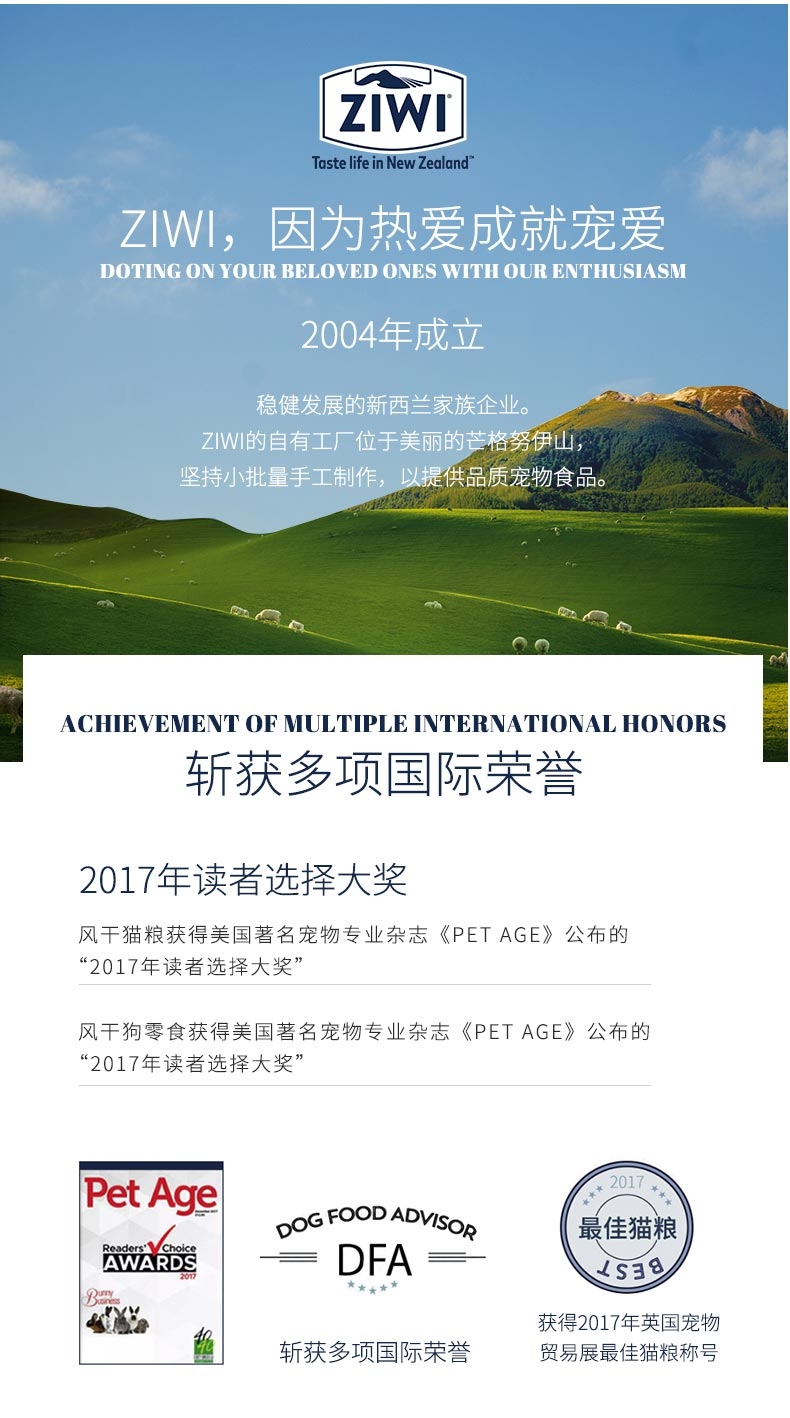 ZIWI®
Taste life in New Zealand™
ZIWI，因为热爱成就宠爱
DOTING ON YOUR BELOVED ONES WITH OUR ENTHUSIASM
2004年成立
稳健发展的新西兰家族企业。
ZIWI的自有工厂位于美丽的芒格努伊山，
坚持小批量手工制作，以提供品质宠物食品。
ACHIEVEMENT OF MULTIPLE INTERNATIONAL HONORS
斩获多项国际荣誉
2017年读者选择大奖
风干猫粮获得美国著名宠物专业杂志《PET AGE》公布的
“2017年读者选择大奖”
风干狗零食获得美国著名宠物专业杂志《PET AGE》公布的
“2017年读者选择大奖”
Pet Age
Readers' Choice
AWARDS
2017
Bunny
Business
40
DOG FOOD ADVISOR
DFA
斩获多项国际荣誉
2017
最佳猫粮
BEST
获得2017年英国宠物
贸易展最佳猫粮称号